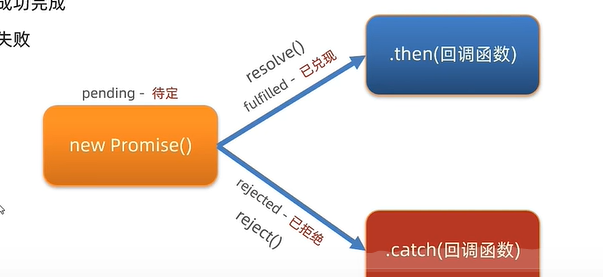 成功完成
失败
pending - 待定
new Promise()
resolve()
fulfilled - 已兑现
.then(回调函数)
rejected - 已拒绝
reject()
.catch(回调函数)